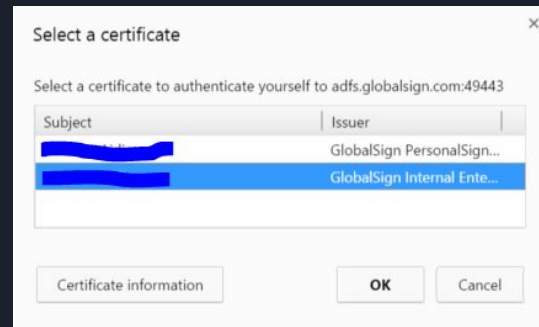 Select a certificate
Select a certificate to authenticate yourself to adfs.globalsign.com:49443
Subject Issuer
GlobalSign PersonalSign...
GlobalSign Internal Ente...
Certificate information OK Cancel